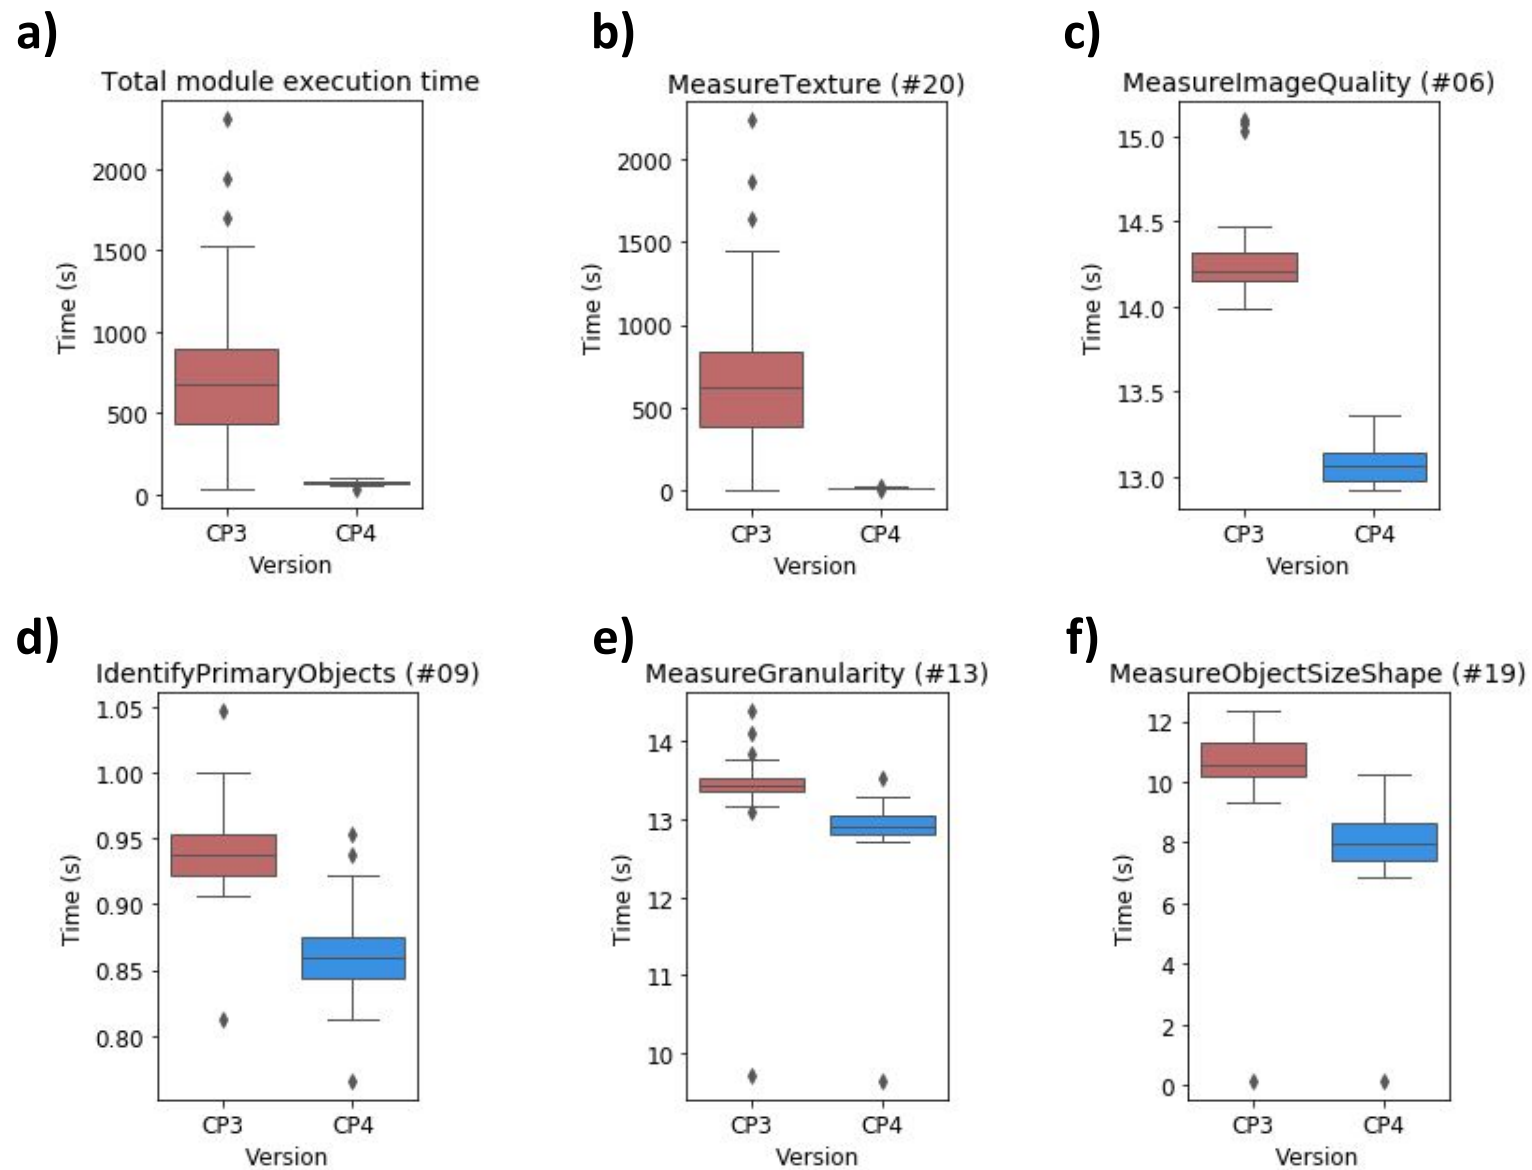 a)
Total module execution time
2000
1500
1000
500
0
Time (s)
CP3 CP4
Version
b)
MeasureTexture (#20)
2000
1500
1000
500
0
Time (s)
CP3 CP4
Version
c)
MeasureImageQuality (#06)
15.0
14.5
14.0
13.5
13.0
Time (s)
CP3 CP4
Version
d)
IdentifyPrimaryObjects (#09)
1.05
1.00
0.95
0.90
0.85
0.80
Time (s)
CP3 CP4
Version
e)
MeasureGranularity (#13)
14
13
12
11
10
Time (s)
CP3 CP4
Version
f)
MeasureObjectSizeShape (#19)
12
10
8
6
4
2
0
Time (s)
CP3 CP4
Version